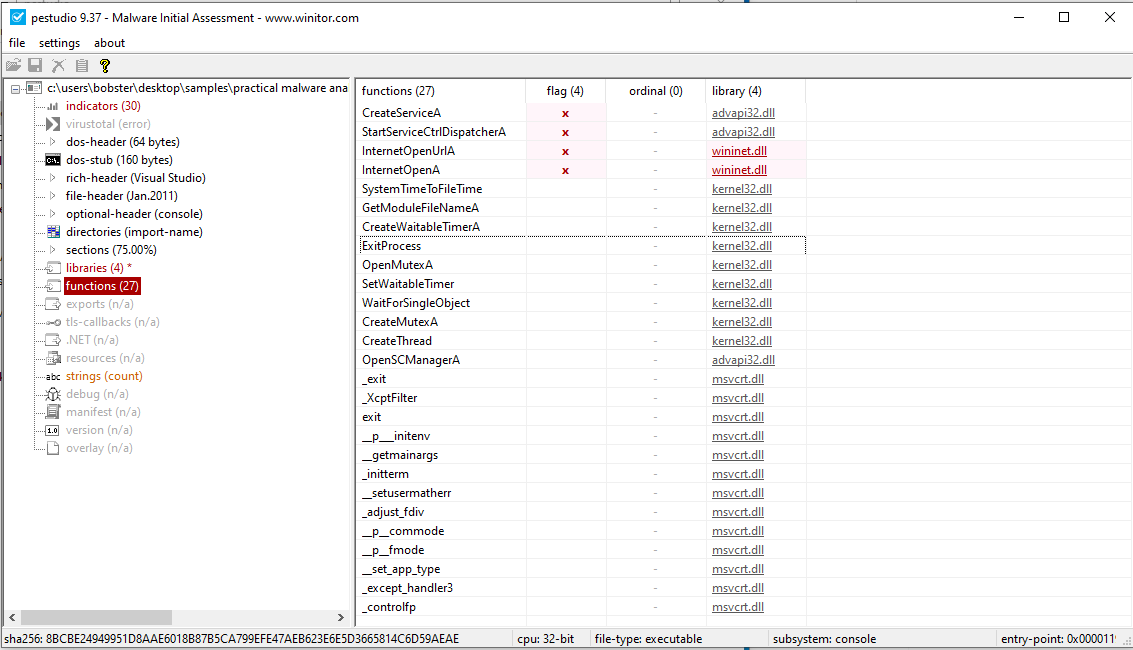 pestudio 9.37 - Malware Initial Assessment - www.winitor.com
file settings about
c:\users\bobster\desktop\samples\practical malware ana
indicators (30)
virustotal (error)
dos-header (64 bytes)
dos-stub (160 bytes)
rich-header (Visual Studio)
file-header (Jan.2011)
optional-header (console)
directories (import-name)
sections (75.00%)
libraries (4) *
functions (27)
exports (n/a)
tls-callbacks (n/a)
.NET (n/a)
resources (n/a)
abc strings (count)
debug (n/a)
manifest (n/a)
1.0 version (n/a)
overlay (n/a)
functions (27) flag (4) ordinal (0) library (4)
CreateServiceA x - advapi32.dll
StartServiceCtrlDispatcherA x - advapi32.dll
InternetOpenUrlA x - wininet.dll
InternetOpenA x - wininet.dll
SystemTimeToFileTime - kernel32.dll
GetModuleFileNameA - kernel32.dll
CreateWaitableTimerA - kernel32.dll
ExitProcess - kernel32.dll
OpenMutexA - kernel32.dll
SetWaitableTimer - kernel32.dll
WaitForSingleObject - kernel32.dll
CreateMutexA - kernel32.dll
CreateThread - kernel32.dll
OpenSCManagerA - advapi32.dll
_exit - msvcrt.dll
_XcptFilter - msvcrt.dll
exit - msvcrt.dll
__p___initenv - msvcrt.dll
__getmainargs - msvcrt.dll
_initterm - msvcrt.dll
__setusermatherr - msvcrt.dll
_adjust_fdiv - msvcrt.dll
__p__commode - msvcrt.dll
__p__fmode - msvcrt.dll
__set_app_type - msvcrt.dll
_except_handler3 - msvcrt.dll
_controlfp - msvcrt.dll
sha256: 8BCBE24949951D8AAE6018B87B5CA799EFE47AEB623E6E5D3665814C6D59AEAE cpu: 32-bit file-type: executable subsystem: console entry-point: 0x000011